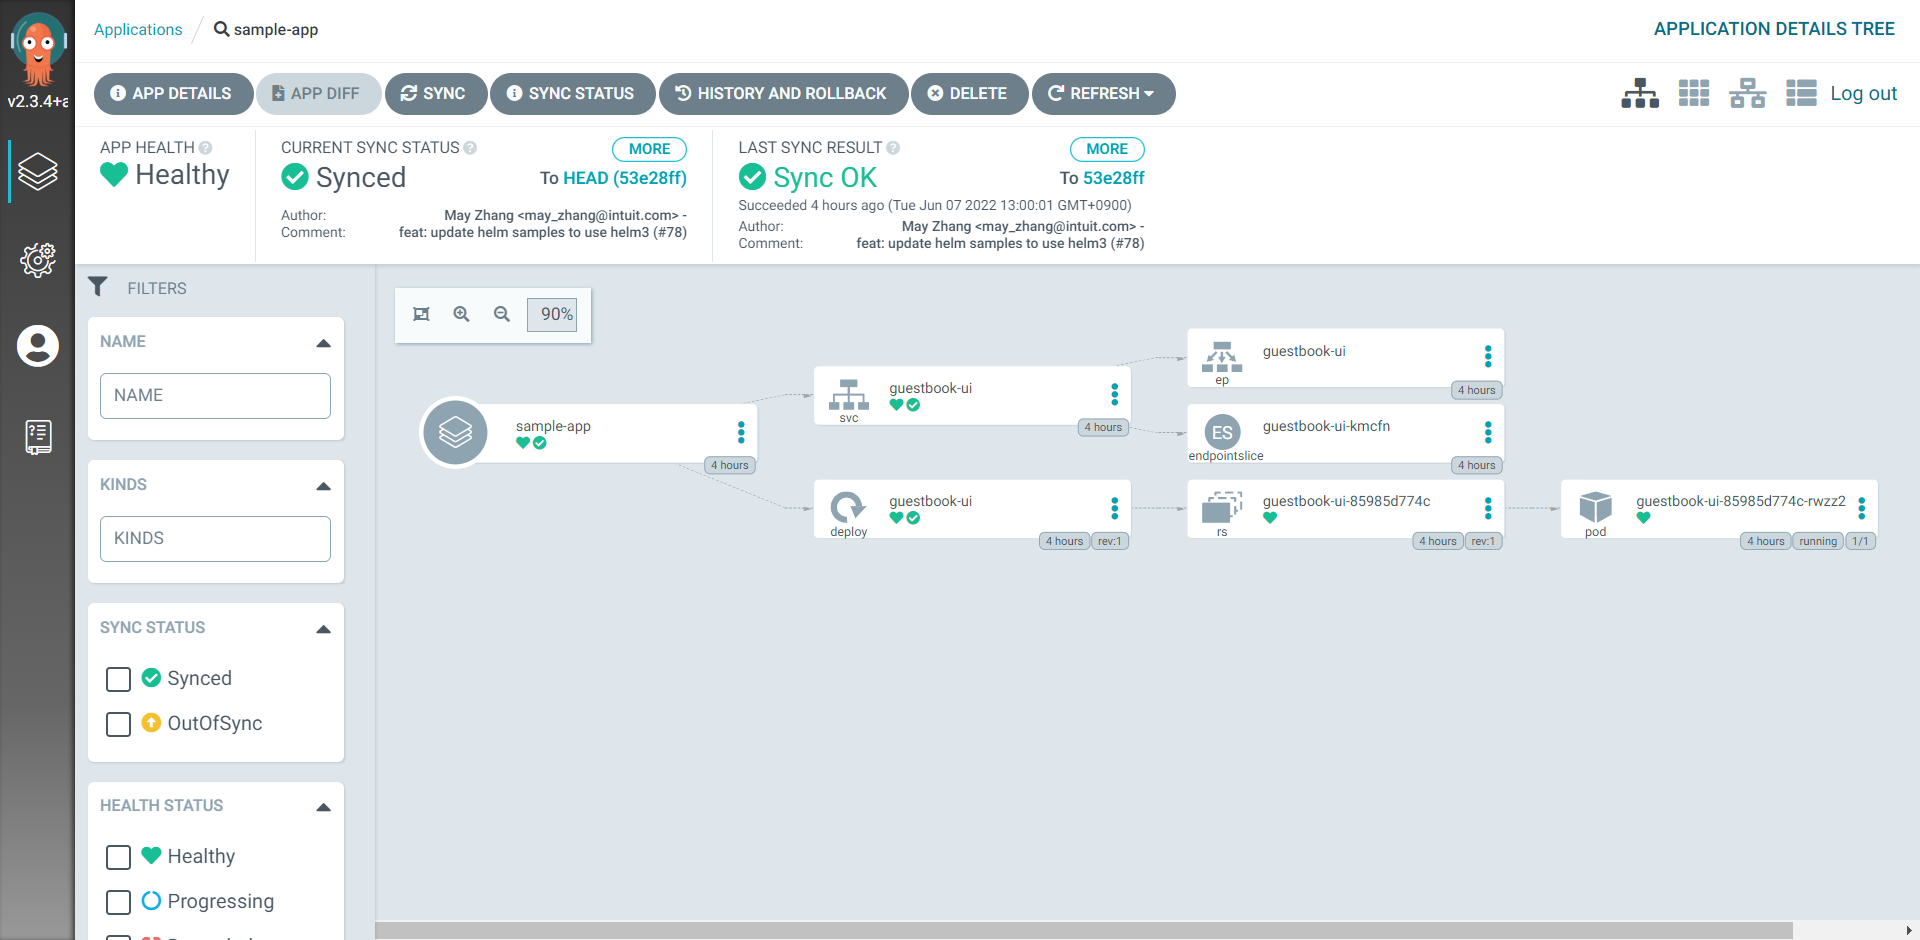 v2.3.4+a
Applications
sample-app
APPLICATION DETAILS TREE
APP DETAILS
APP DIFF
SYNC
SYNC STATUS
HISTORY AND ROLLBACK
DELETE
REFRESH
Log out
APP HEALTH
Healthy
CURRENT SYNC STATUS
MORE
Synced
To HEAD (53e28ff)
Author:
May Zhang <may_zhang@intuit.com> -
Comment:
feat: update helm samples to use helm3 (#78)
LAST SYNC RESULT
MORE
Sync OK
To 53e28ff
Succeeded 4 hours ago (Tue Jun 07 2022 13:00:01 GMT+0900)
Author:
May Zhang <may_zhang@intuit.com> -
Comment:
feat: update helm samples to use helm3 (#78)
FILTERS
NAME
NAME
KINDS
KINDS
SYNC STATUS
Synced
OutOfSync
HEALTH STATUS
Healthy
Progressing
90%
sample-app
4 hours
guestbook-ui
svc
4 hours
guestbook-ui
deploy
4 hours
rev:1
guestbook-ui
ep
4 hours
ES
guestbook-ui-kmcfn
endpointslice
4 hours
guestbook-ui-85985d774c
rs
4 hours
rev:1
guestbook-ui-85985d774c-rwzz2
pod
4 hours
running
1/1